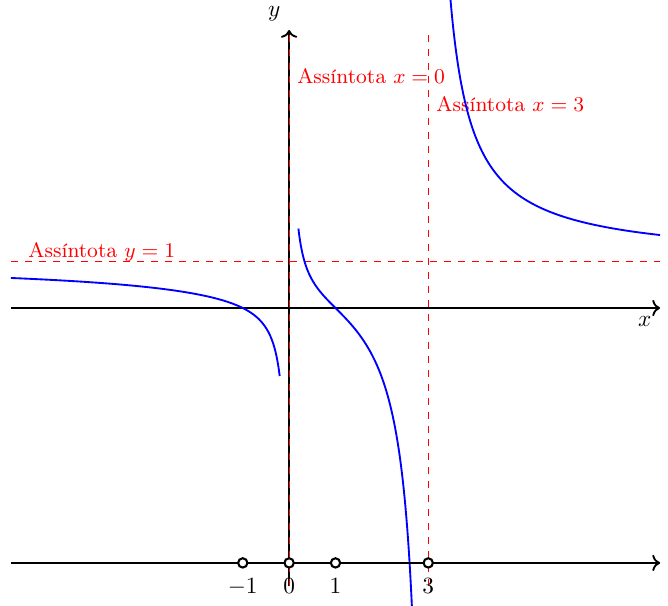 y
Assíntota x = 0
Assíntota x = 3
Assíntota y = 1
x
−1 0 1 3